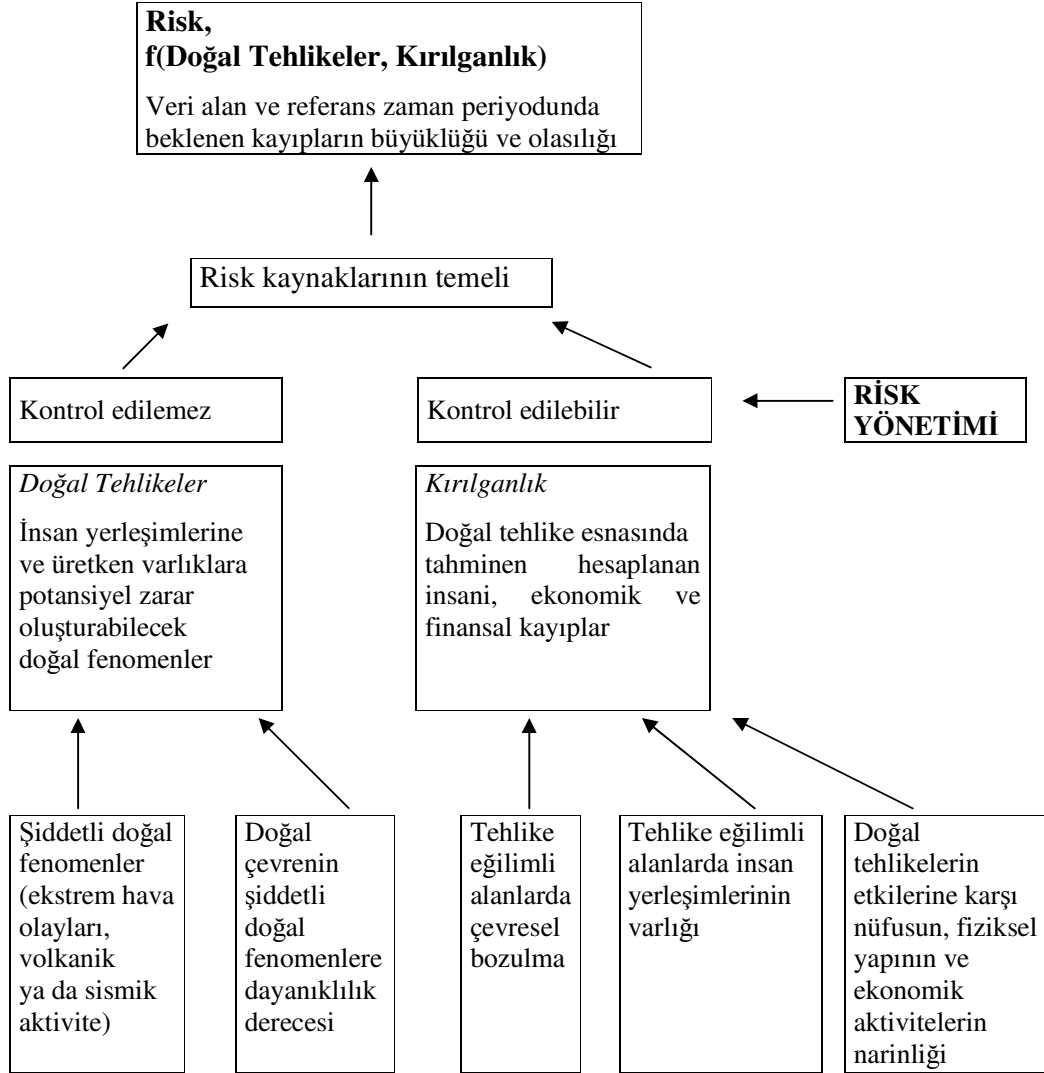 Risk,
f(Doğal Tehlikeler, Kırılganlık)
Veri alan ve referans zaman periyodunda
beklenen kayıpların büyüklüğü ve olasılığı
Risk kaynaklarının temeli
Kontrol edilemez
Kontrol edilebilir
RİSK
YÖNETİMİ
Doğal Tehlikeler
İnsan yerleşimlerine
ve üretken varlıklara
potansiyel zarar
oluşturabilecek
doğal fenomenler
Kırılganlık
Doğal tehlike esnasında
tahminen hesaplanan
insani, ekonomik ve
finansal kayıplar
Şiddetli doğal
fenomenler
(ekstrem hava
olayları,
volkanik
ya da sismik
aktivite)
Doğal
çevrenin
şiddetli
doğal
fenomenlere
dayanıklılık
derecesi
Tehlike
eğilimli
alanlarda
çevresel
bozulma
Tehlike eğilimli
alanlarda insan
yerleşimlerinin
varlığı
Doğal
tehlikelerin
etkilerine karşı
nüfusun, fiziksel
yapının ve
ekonomik
aktivitelerin
narinliği